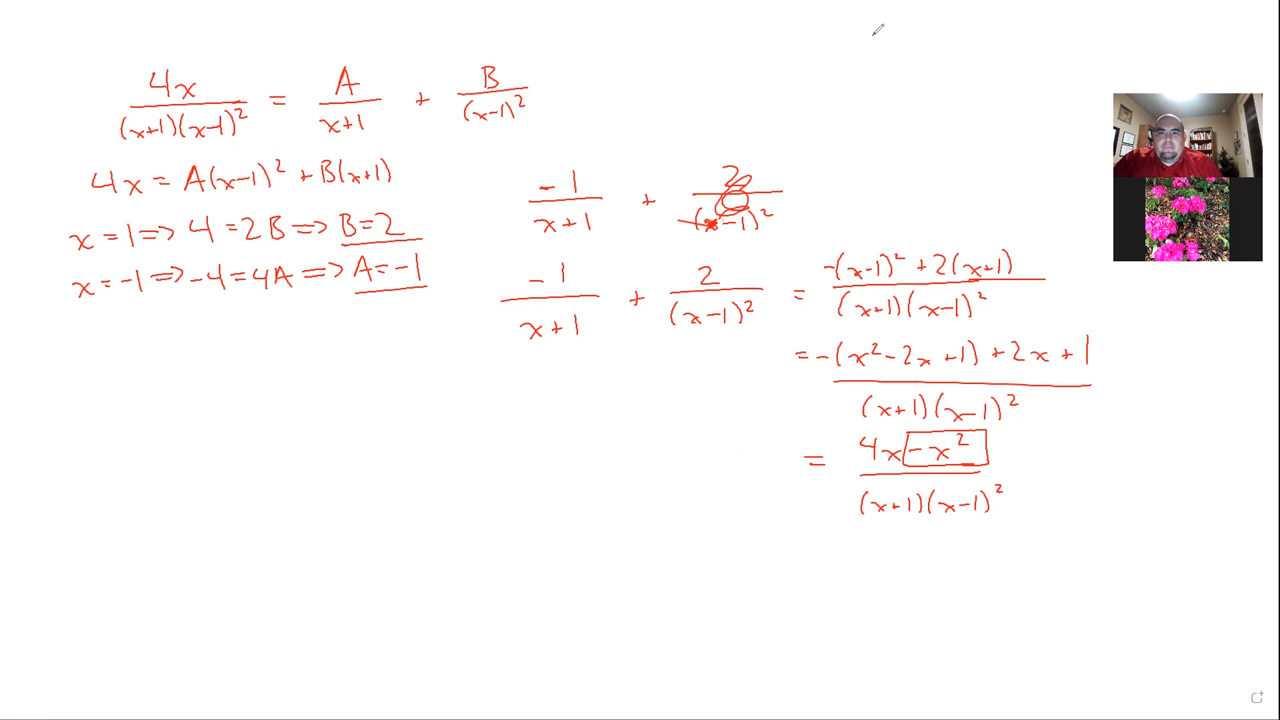 4x/((x+1)(x-1)²) = A/(x+1) + B/(x-1)²
4x = A(x-1)² + B(x+1)
x = 1 => 4 = 2B => B = 2
x = -1 => -4 = 4A => A = -1
-1/(x+1) + 2/(x-1)²
-1/(x+1) + 2/(x-1)² = (-(x-1)² + 2(x+1))/((x+1)(x-1)²)
= (-(x² - 2x + 1) + 2x + 1)/((x+1)(x-1)²)
= (4x - x²)/((x+1)(x-1)²)